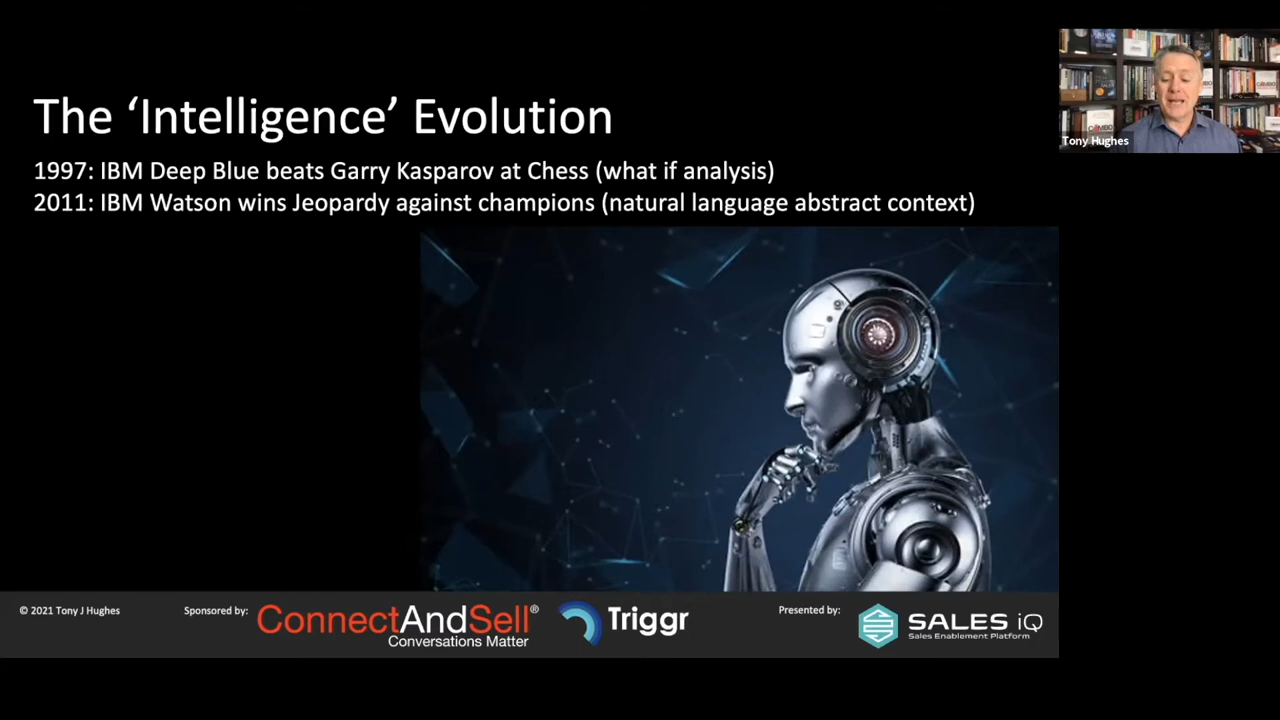 The ‘Intelligence’ Evolution
1997: IBM Deep Blue beats Garry Kasparov at Chess (what if analysis)
2011: IBM Watson wins Jeopardy against champions (natural language abstract context)
Tony Hughes
© 2021 Tony J Hughes
Sponsored by:
ConnectAndSell®
Conversations Matter
Triggr
Presented by:
SALES iQ
Sales Enablement Platform